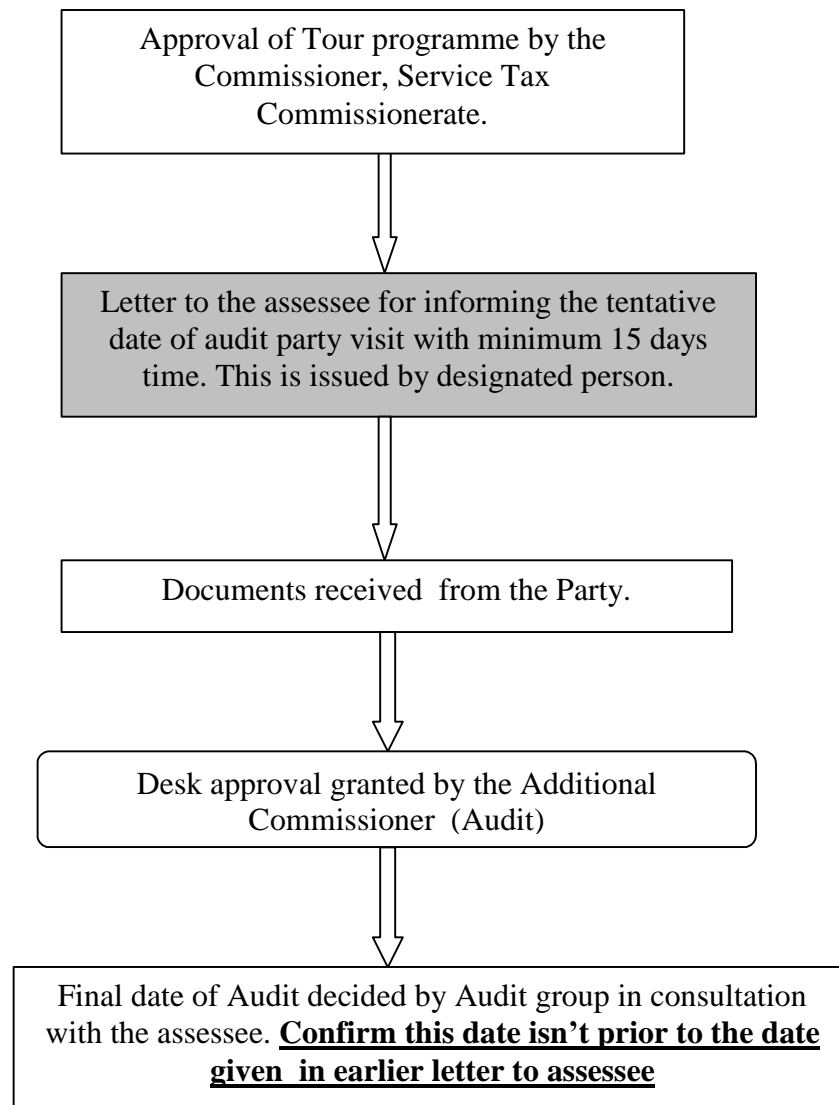 Approval of Tour programme by the
Commissioner, Service Tax
Commissionerate.
Letter to the assessee for informing the tentative
date of audit party visit with minimum 15 days
time. This is issued by designated person.
Documents received  from the Party.
Desk approval granted by the Additional
Commissioner  (Audit)
Final date of Audit decided by Audit group in consultation
with the assessee. Confirm this date isn’t prior to the date
given  in earlier letter to assessee